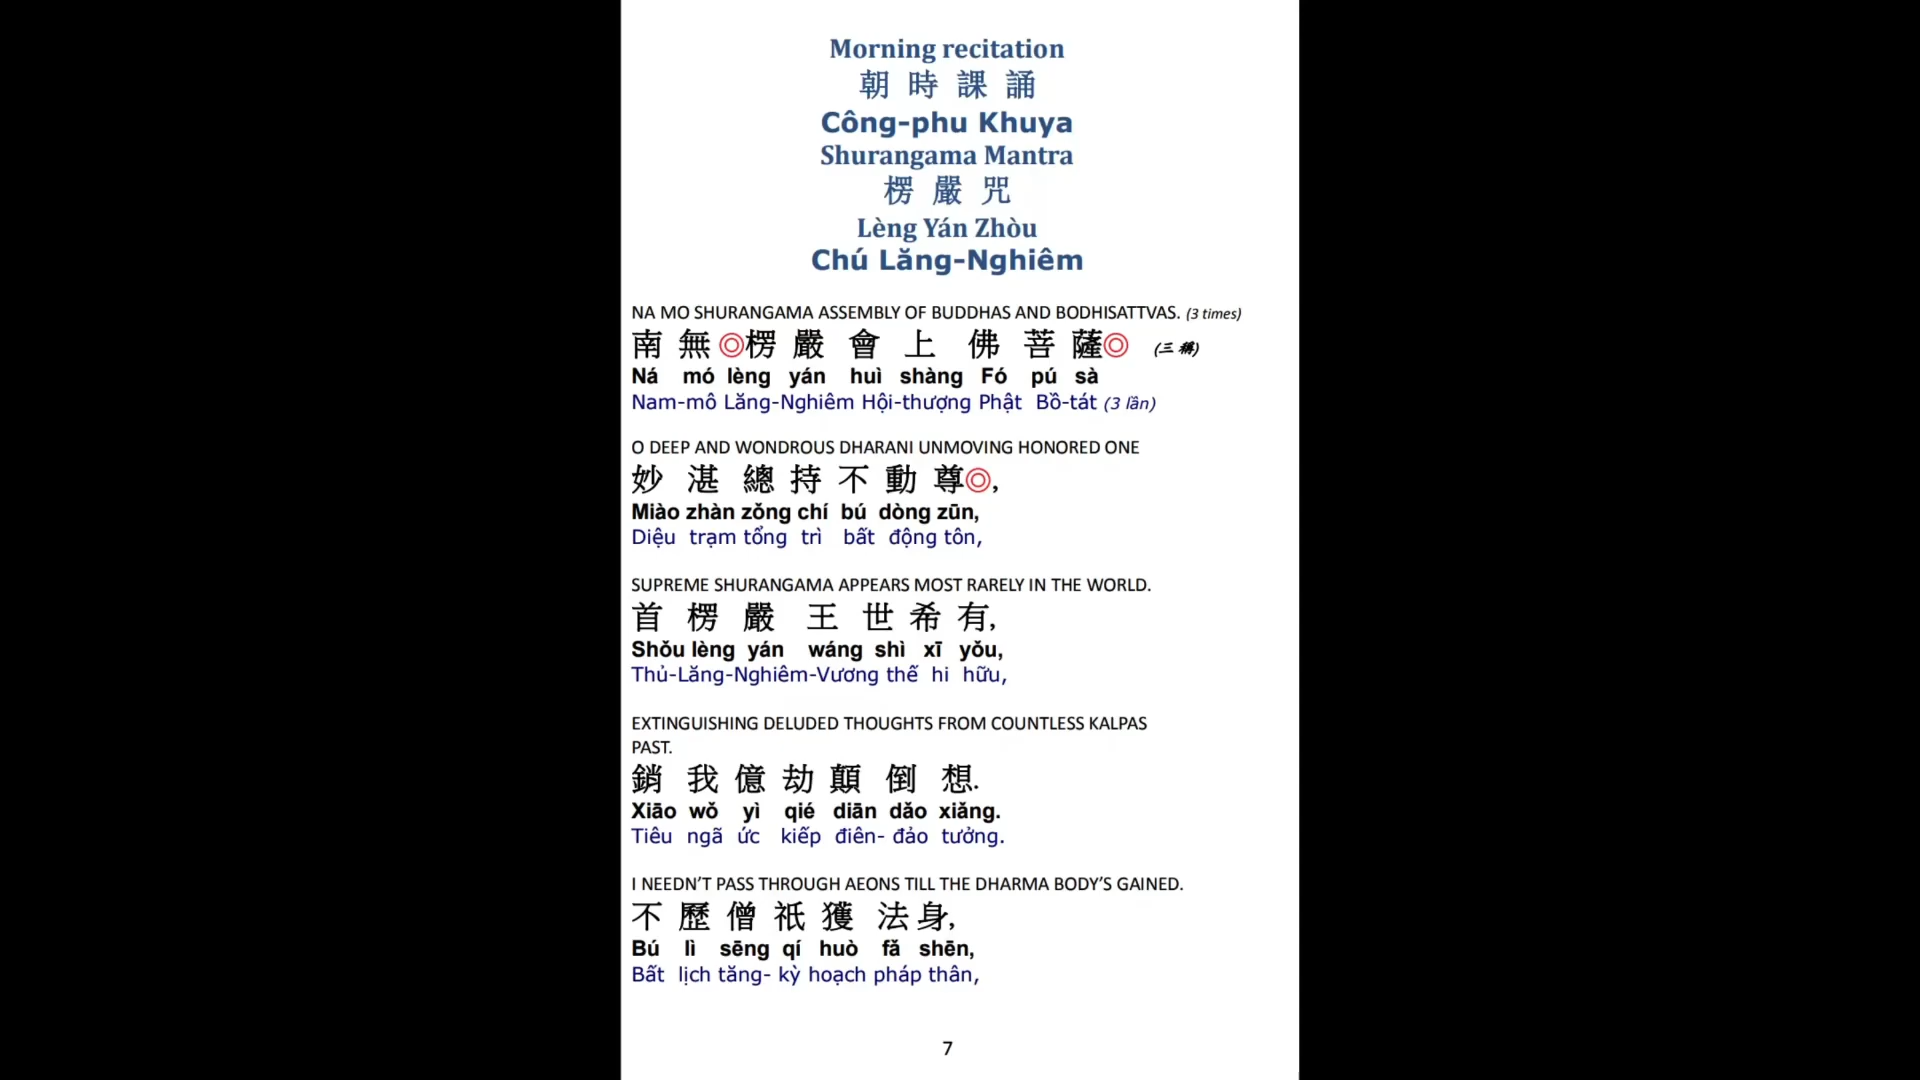 Morning recitation
朝 時 課 誦
Công-phu Khuya
Shurangama Mantra
楞 嚴 咒
Lèng Yán Zhòu
Chú Lăng-Nghiêm
NA MO SHURANGAMA ASSEMBLY OF BUDDHAS AND BODHISATTVAS. (3 times)
南 無 ◎楞 嚴 會 上 佛 菩 薩◎ (三 稱)
Ná mó lèng yán huì shàng Fó pú sà
Nam-mô Lăng-Nghiêm Hội-thượng Phật Bồ-tát (3 lần)
O DEEP AND WONDROUS DHARANI UNMOVING HONORED ONE
妙 湛 總 持 不 動 尊◎,
Miào zhàn zǒng chí bú dòng zūn,
Diệu trạm tổng trì bất động tôn,
SUPREME SHURANGAMA APPEARS MOST RARELY IN THE WORLD.
首 楞 嚴 王 世 希 有,
Shǒu lèng yán wáng shì xī yǒu,
Thủ-Lăng-Nghiêm-Vương thế hi hữu,
EXTINGUISHING DELUDED THOUGHTS FROM COUNTLESS KALPAS
PAST.
銷 我 億 劫 顛 倒 想.
Xiāo wǒ yì qié diān dǎo xiǎng.
Tiêu ngã ức kiếp điên- đảo tưởng.
I NEEDN’T PASS THROUGH AEONS TILL THE DHARMA BODY’S GAINED.
不 歷 僧 祇 獲 法 身,
Bú lì sēng qí huò fǎ shēn,
Bất lịch tăng- kỳ hoạch pháp thân,
7